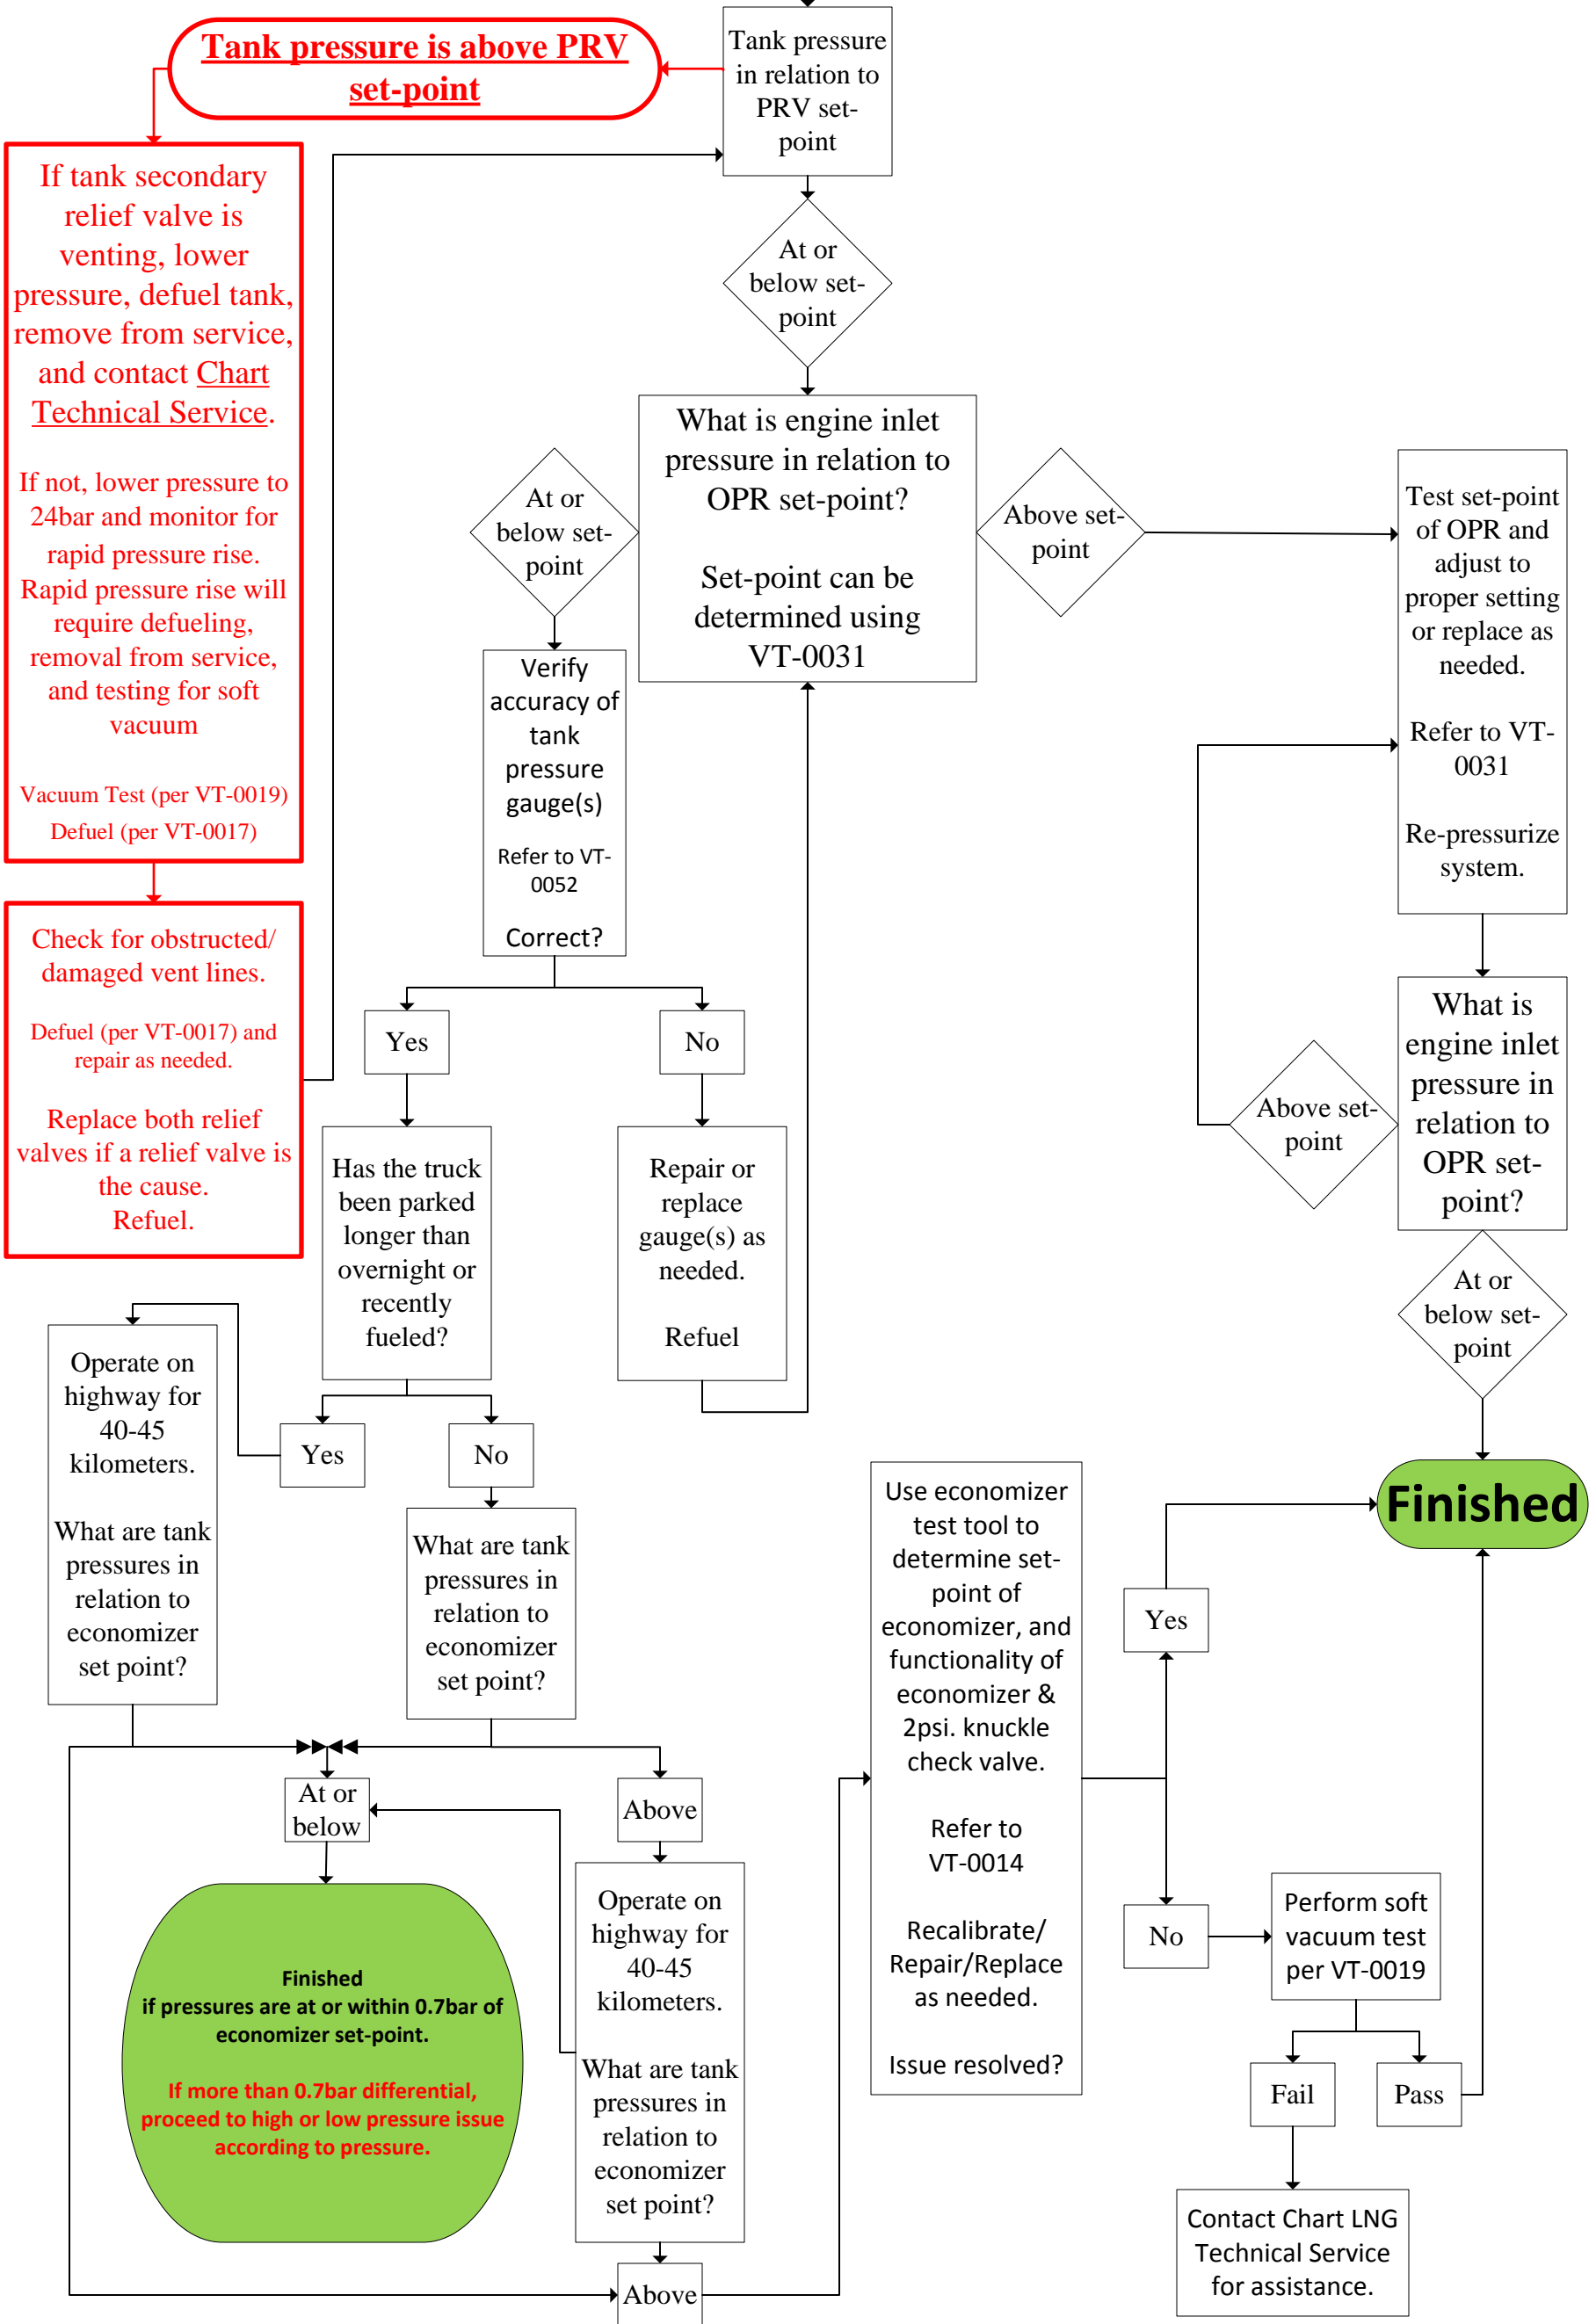 Tank pressure is above PRV
set-point
Tank pressure
in relation to
PRV set-
point
If tank secondary
relief valve is
venting, lower
pressure, defuel tank,
remove from service,
and contact Chart
Technical Service.
If not, lower pressure to
24bar and monitor for
rapid pressure rise.
Rapid pressure rise will
require defueling,
removal from service,
and testing for soft
vacuum
Vacuum Test (per VT-0019)
Defuel (per VT-0017)
Check for obstructed/
damaged vent lines.
Defuel (per VT-0017) and
repair as needed.
Replace both relief
valves if a relief valve is
the cause.
Refuel.
At or
below set-
point
What is engine inlet
pressure in relation to
OPR set-point?
Set-point can be
determined using
VT-0031
At or
below set-
point
Above set-
point
Test set-point
of OPR and
adjust to
proper setting
or replace as
needed.
Refer to VT-
0031
Re-pressurize
system.
Verify
accuracy of
tank
pressure
gauge(s)
Refer to VT-
0052
Correct?
What is
engine inlet
pressure in
relation to
OPR set-
point?
Above set-
point
At or
below set-
point
Yes
No
Has the truck
been parked
longer than
overnight or
recently
fueled?
Repair or
replace
gauge(s) as
needed.
Refuel
Yes
No
Operate on
highway for
40-45
kilometers.
What are tank
pressures in
relation to
economizer
set point?
What are tank
pressures in
relation to
economizer
set point?
Use economizer
test tool to
determine set-
point of
economizer, and
functionality of
economizer &
2psi. knuckle
check valve.
Refer to
VT-0014
Recalibrate/
Repair/Replace
as needed.
Issue resolved?
Finished
Yes
No
Perform soft
vacuum test
per VT-0019
Fail
Pass
Contact Chart LNG
Technical Service
for assistance.
At or
below
Above
Operate on
highway for
40-45
kilometers.
What are tank
pressures in
relation to
economizer
set point?
Finished
if pressures are at or within 0.7bar of
economizer set-point.
If more than 0.7bar differential,
proceed to high or low pressure issue
according to pressure.
Above